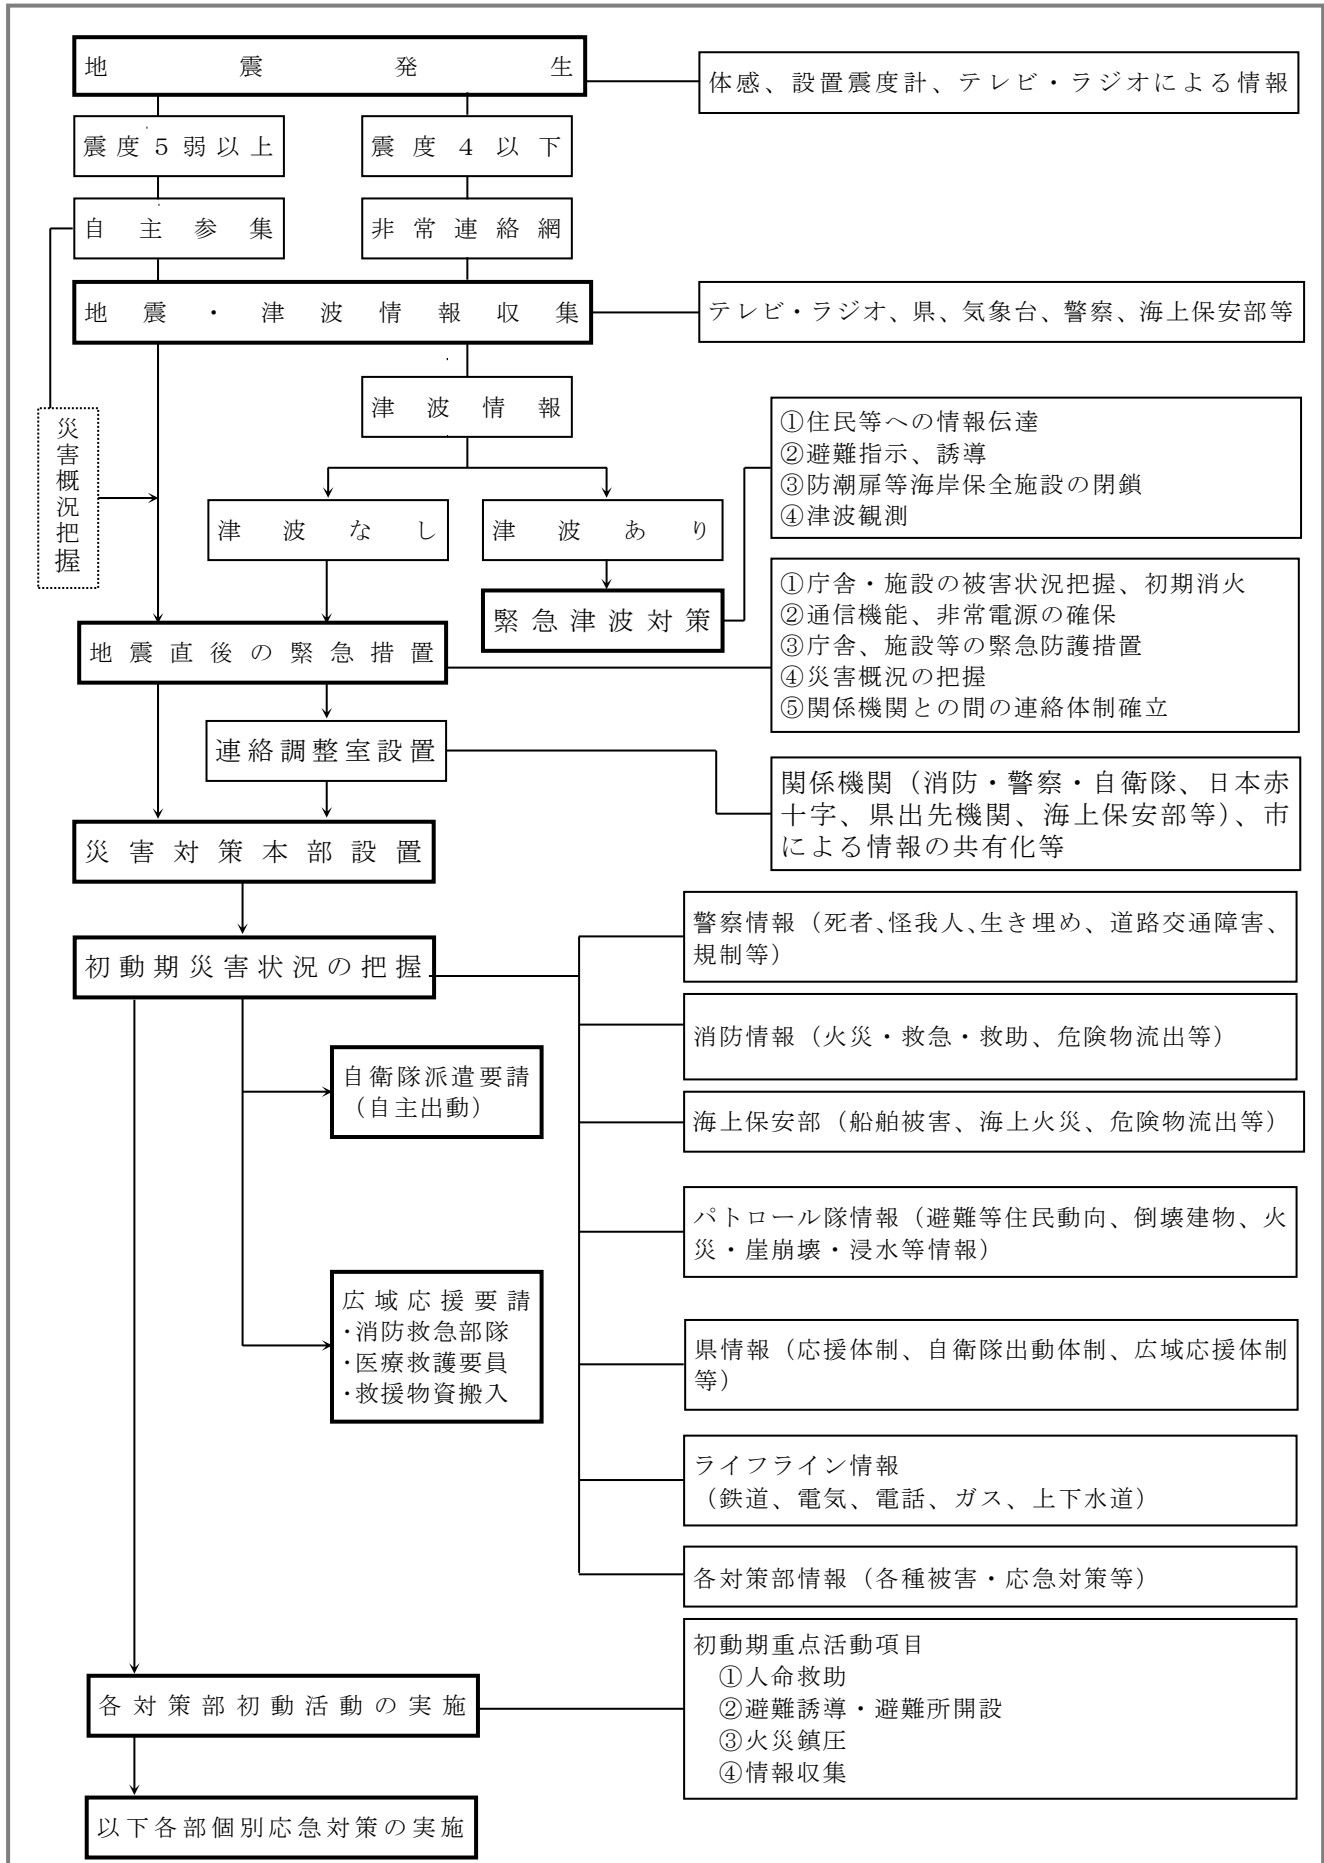 地震発生
体感、設置震度計、テレビ・ラジオによる情報
震度５弱以上
震度４以下
自主参集
非常連絡網
地震・津波情報収集
テレビ・ラジオ、県、気象台、警察、海上保安部等
津波情報
災害概況把握
①住民等への情報伝達
②避難指示、誘導
③防潮扉等海岸保全施設の閉鎖
④津波観測
津波なし
津波あり
緊急津波対策
①庁舎・施設の被害状況把握、初期消火
②通信機能、非常電源の確保
③庁舎、施設等の緊急防護措置
④災害概況の把握
⑤関係機関との間の連絡体制確立
地震直後の緊急措置
連絡調整室設置
関係機関（消防・警察・自衛隊、日本赤
十字、県出先機関、海上保安部等）、市
による情報の共有化等
災害対策本部設置
初動期災害状況の把握
警察情報（死者、怪我人、生き埋め、道路交通障害、
規制等）
消防情報（火災・救急・救助、危険物流出等）
自衛隊派遣要請
（自主出動）
海上保安部（船舶被害、海上火災、危険物流出等）
パトロール隊情報（避難等住民動向、倒壊建物、火
災・崖崩壊・浸水等情報）
広域応援要請
・消防救急部隊
・医療救護要員
・救援物資搬入
県情報（応援体制、自衛隊出動体制、広域応援体制
等）
ライフライン情報
（鉄道、電気、電話、ガス、上下水道）
各対策部情報（各種被害・応急対策等）
各対策部初動活動の実施
初動期重点活動項目
①人命救助
②避難誘導・避難所開設
③火災鎮圧
④情報収集
以下各部個別応急対策の実施